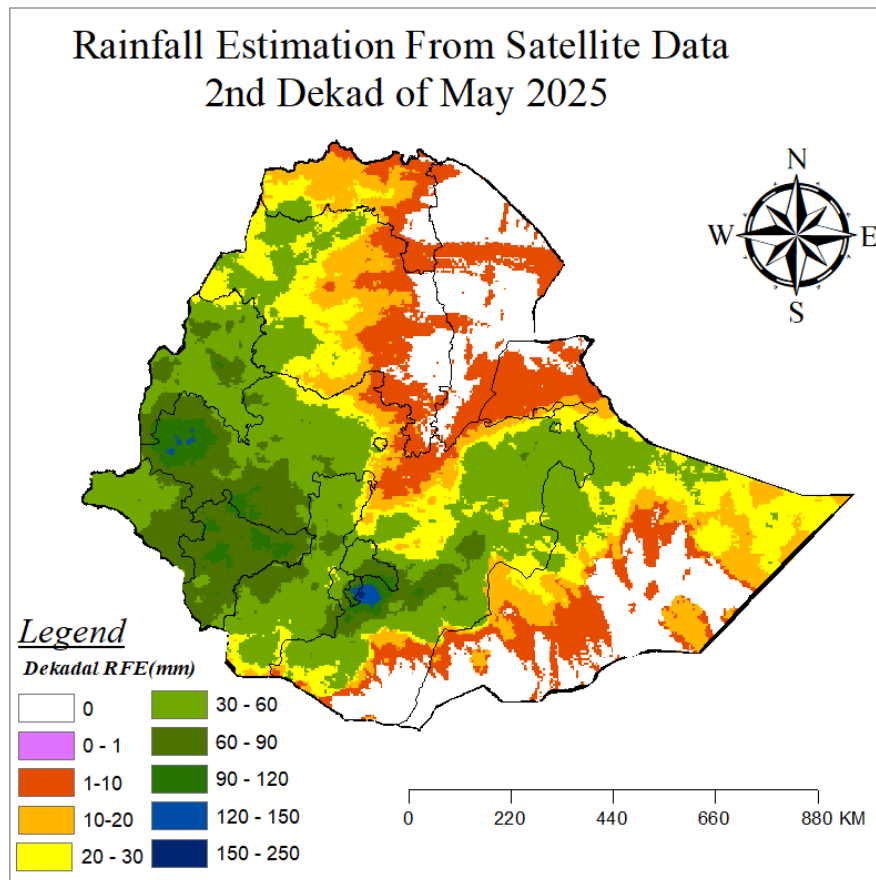 Rainfall Estimation From Satellite Data
2nd Dekad of May 2025
N
W
E
S
Legend
Dekadal RFE(mm)
0
0 - 1
1-10
10-20
20 - 30
30 - 60
60 - 90
90 - 120
120 - 150
150 - 250
0 220 440 660 880 KM